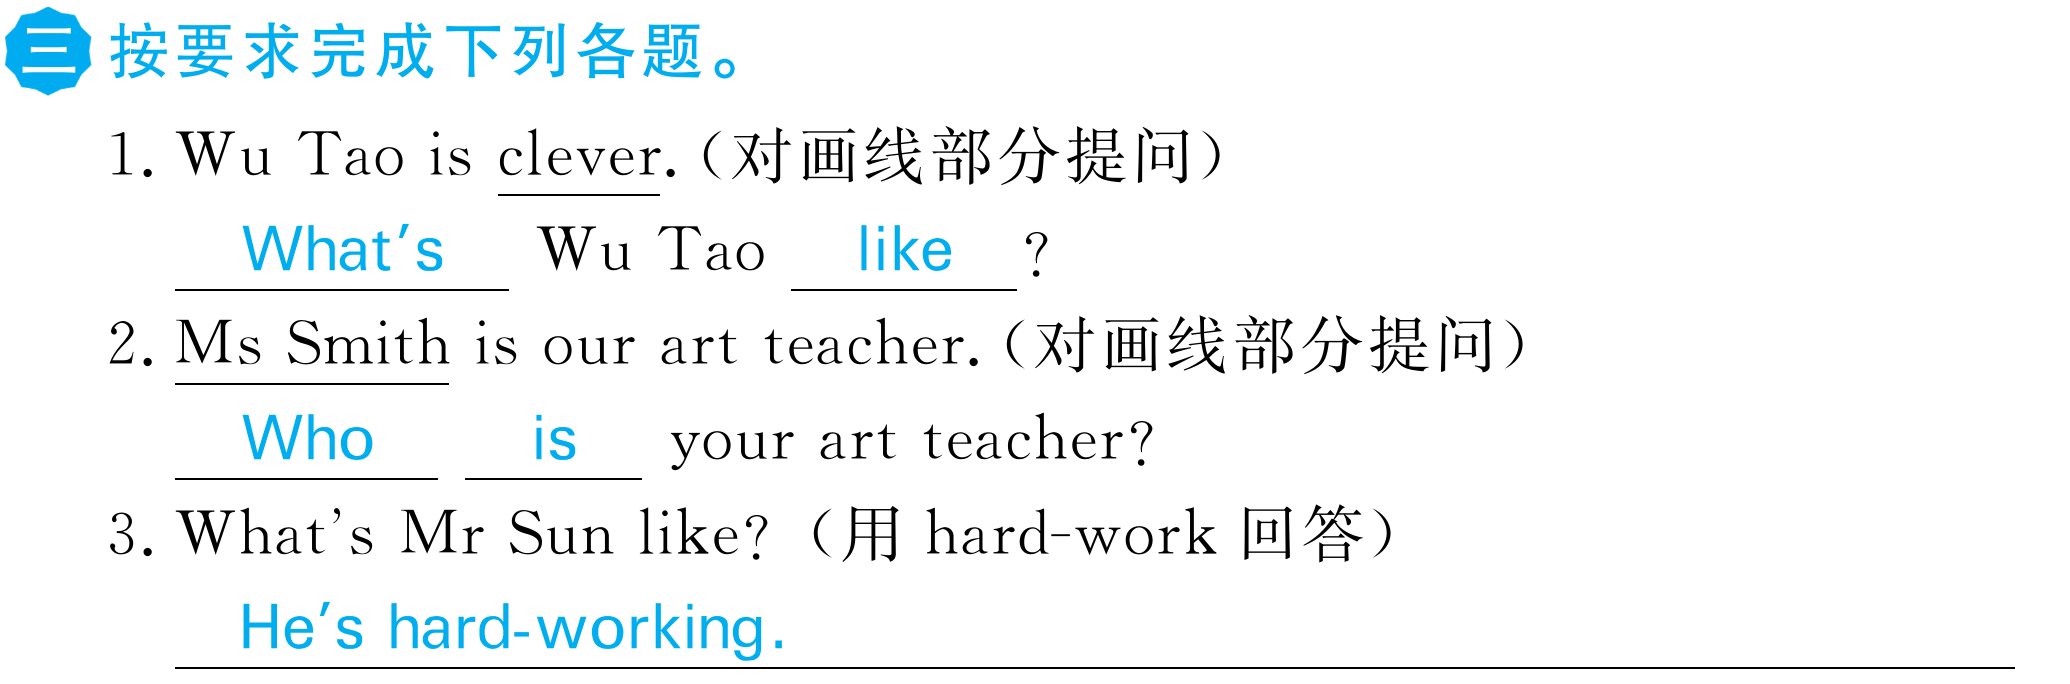 三 按要求完成下列各题。
1. Wu Tao is clever.（对画线部分提问）
What's Wu Tao like ?
2. Ms Smith is our art teacher.（对画线部分提问）
Who is your art teacher?
3. What's Mr Sun like?（用 hard-work 回答）
He's hard-working.